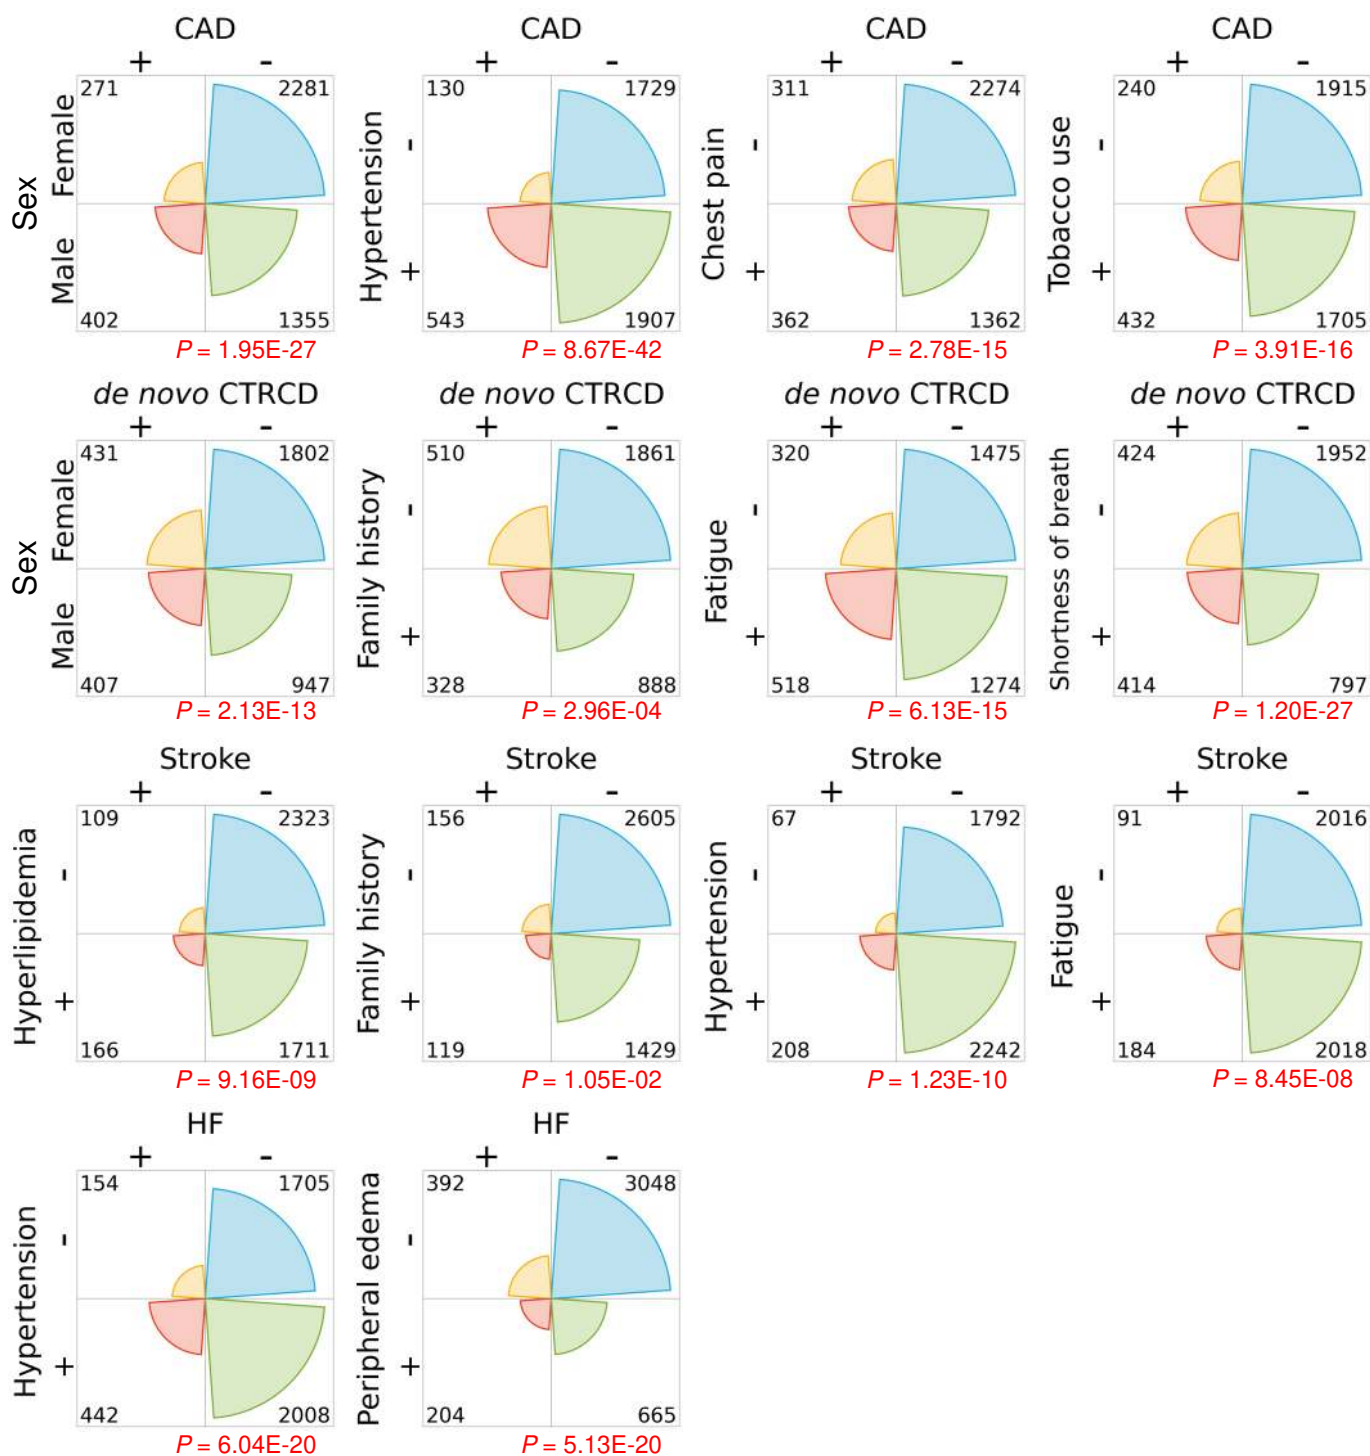 CAD CAD CAD CAD
+ - + - + - + -
271 2281 130 1729 311 2274 240 1915
Sex Female Male
Hypertension - +
Chest pain - +
Tobacco use - +
402 1355 543 1907 362 1362 432 1705
P = 1.95E-27 P = 8.67E-42 P = 2.78E-15 P = 3.91E-16
de novo CTRCD de novo CTRCD de novo CTRCD de novo CTRCD
+ - + - + - + -
431 1802 510 1861 320 1475 424 1952
Sex Female Male
Family history - +
Fatigue - +
Shortness of breath - +
407 947 328 888 518 1274 414 797
P = 2.13E-13 P = 2.96E-04 P = 6.13E-15 P = 1.20E-27
Stroke Stroke Stroke Stroke
+ - + - + - + -
109 2323 156 2605 67 1792 91 2016
Hyperlipidemia - +
Family history - +
Hypertension - +
Fatigue - +
166 1711 119 1429 208 2242 184 2018
P = 9.16E-09 P = 1.05E-02 P = 1.23E-10 P = 8.45E-08
HF HF
+ - + -
154 1705 392 3048
Hypertension - +
Peripheral edema - +
442 2008 204 665
P = 6.04E-20 P = 5.13E-20